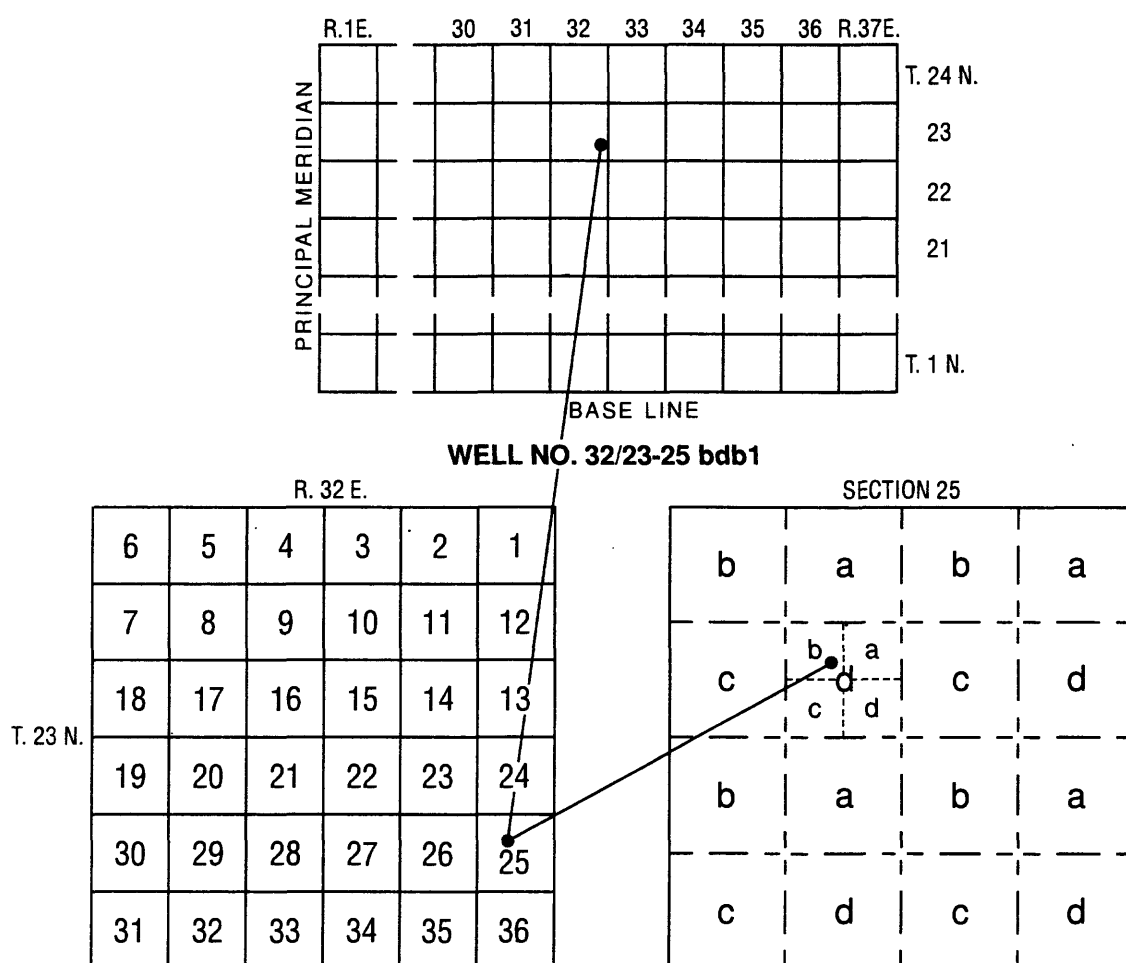 R.1E. 30 31 32 33 34 35 36 R.37E.
T. 24 N.
23
22
21
T. 1 N.
PRINCIPAL MERIDIAN
BASE LINE
WELL NO. 32/23-25 bdb1
R. 32 E.
6 5 4 3 2 1
7 8 9 10 11 12
18 17 16 15 14 13
T. 23 N.
19 20 21 22 23 24
30 29 28 27 26 25
31 32 33 34 35 36
SECTION 25
b a b a
b a
c d c d
c d
b a b a
c d c d